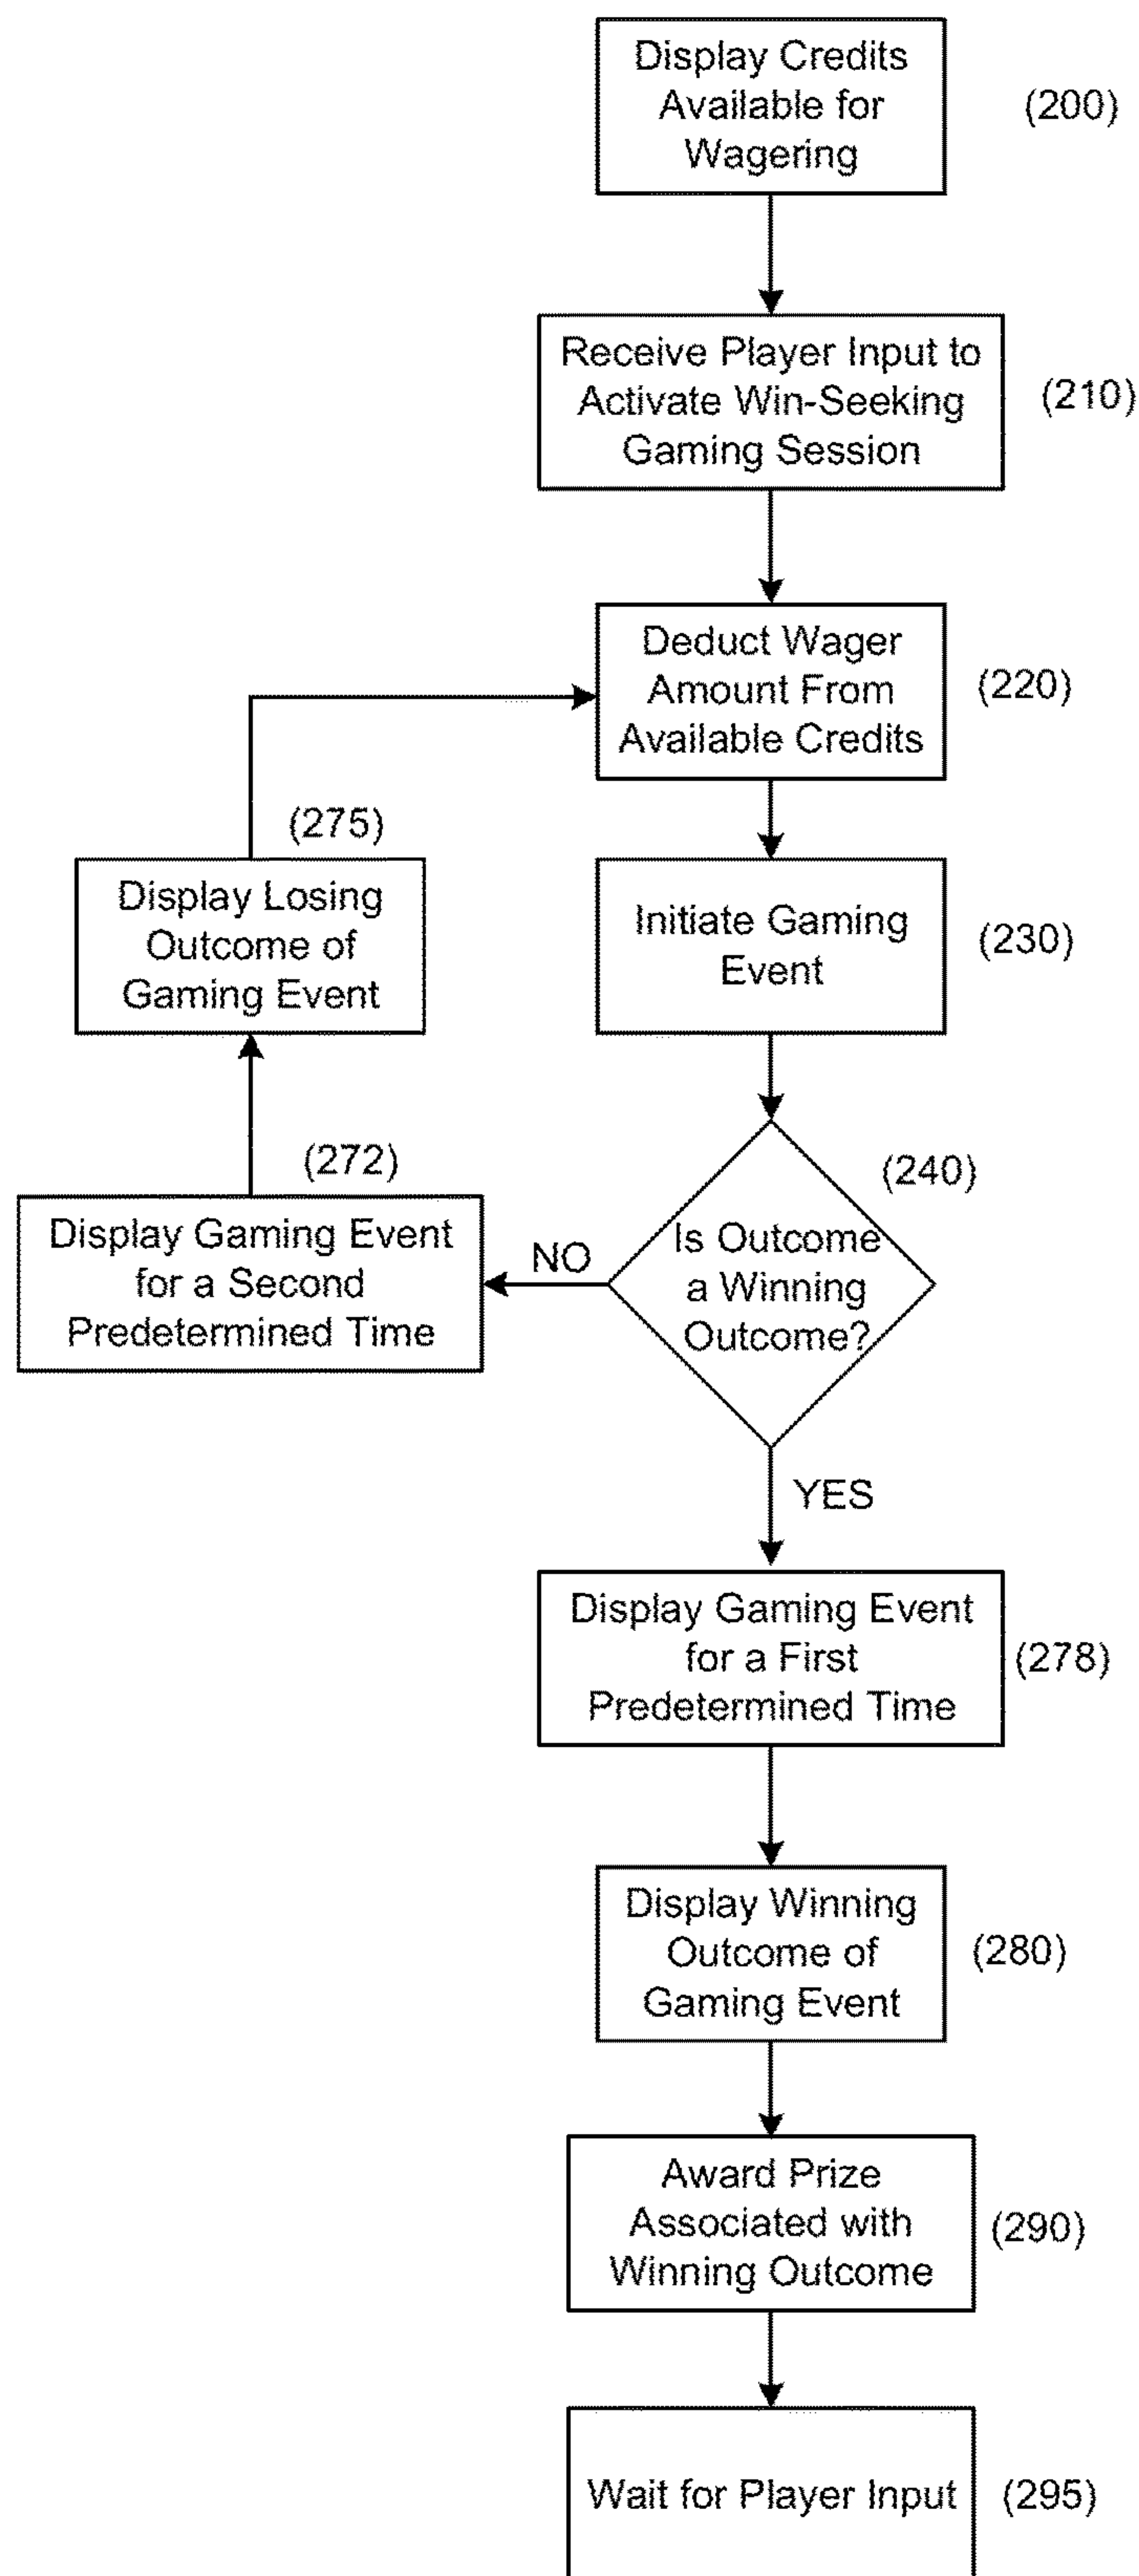 Display Credits
Available for
Wagering
(200)
Receive Player Input to
Activate Win-Seeking
Gaming Session
(210)
Deduct Wager
Amount From
Available Credits
(220)
Initiate Gaming
Event
(230)
(240)
Is Outcome
a Winning
Outcome?
NO
(272)
Display Gaming Event
for a Second
Predetermined Time
(275)
Display Losing
Outcome of
Gaming Event
YES
Display Gaming Event
for a First
Predetermined Time
(278)
Display Winning
Outcome of
Gaming Event
(280)
Award Prize
Associated with
Winning Outcome
(290)
Wait for Player Input
(295)